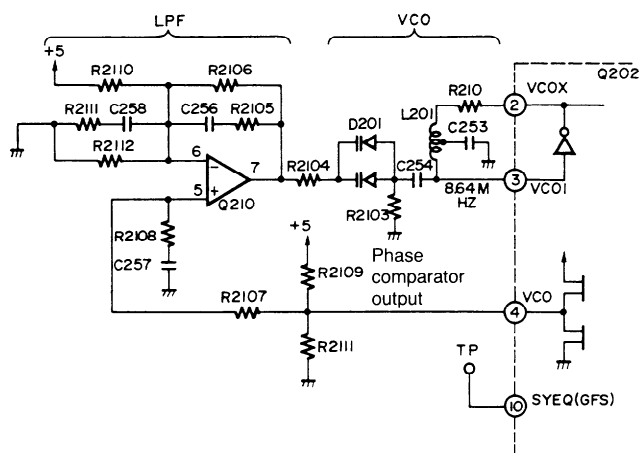 LPF
VCO
+5
R2110
R2106
Q202
R2111
C258
C256
R2105
R2112
R210
2
VCOX
L201
D201
C253
6
7
R2104
C254
8.64M
HZ
3
VCO1
5
Q210
R2103
R2108
C257
+5
R2109
Phase
comparator
output
R2107
VCO
4
R2111
TP
10
SYEQ(GFS)